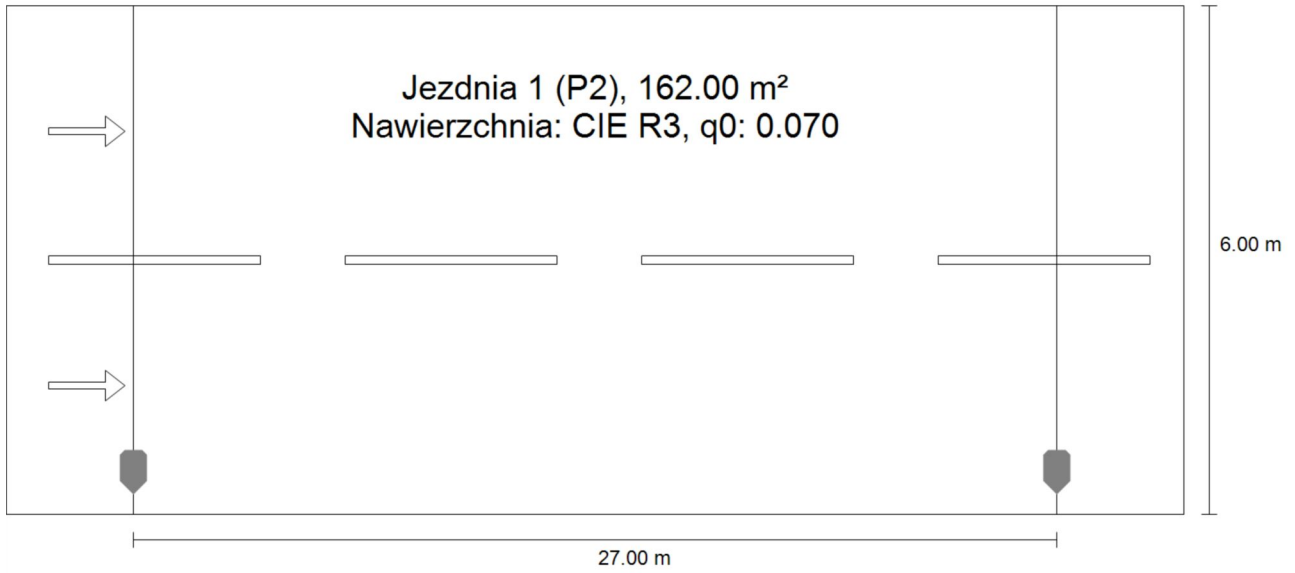 Jezdnia 1 (P2), 162.00 m²
Nawierzchnia: CIE R3, q0: 0.070
6.00 m
27.00 m